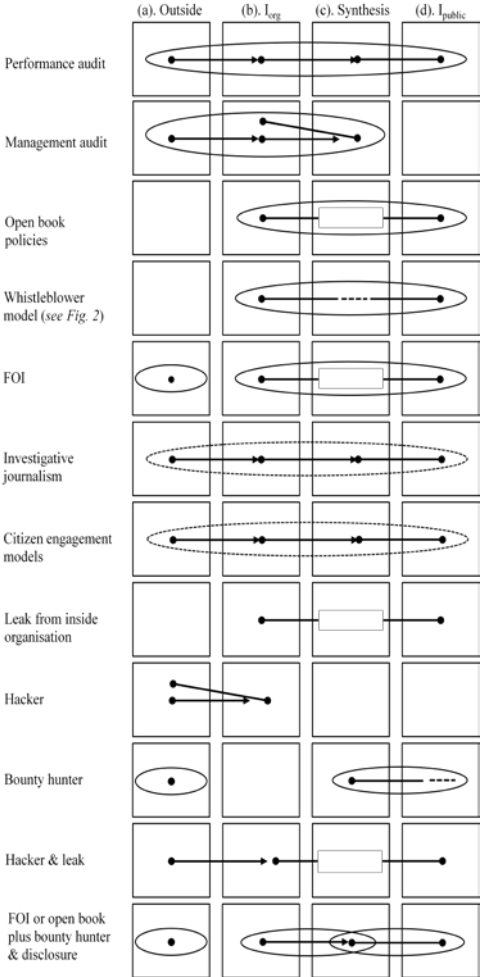 (a). Outside (b). I_org (c). Synthesis (d). I_public
Performance audit
Management audit
Open book
policies
Whistleblower
model (see Fig. 2)
FOI
Investigative
journalism
Citizen engagement
models
Leak from inside
organisation
Hacker
Bounty hunter
Hacker & leak
FOI or open book
plus bounty hunter
& disclosure